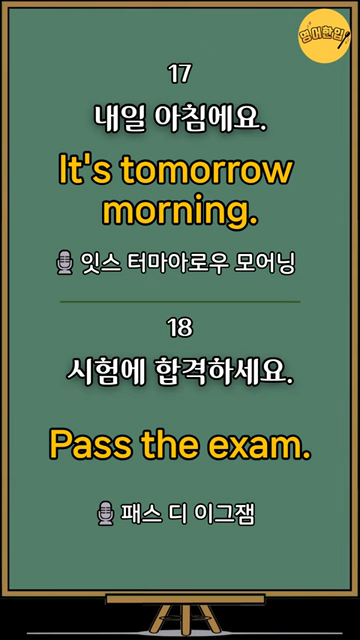 영어한입
17
내일 아침에요.
It's tomorrow
morning.
잇스 터마아로우 모어닝
18
시험에 합격하세요.
Pass the exam.
패스 디 이그잼